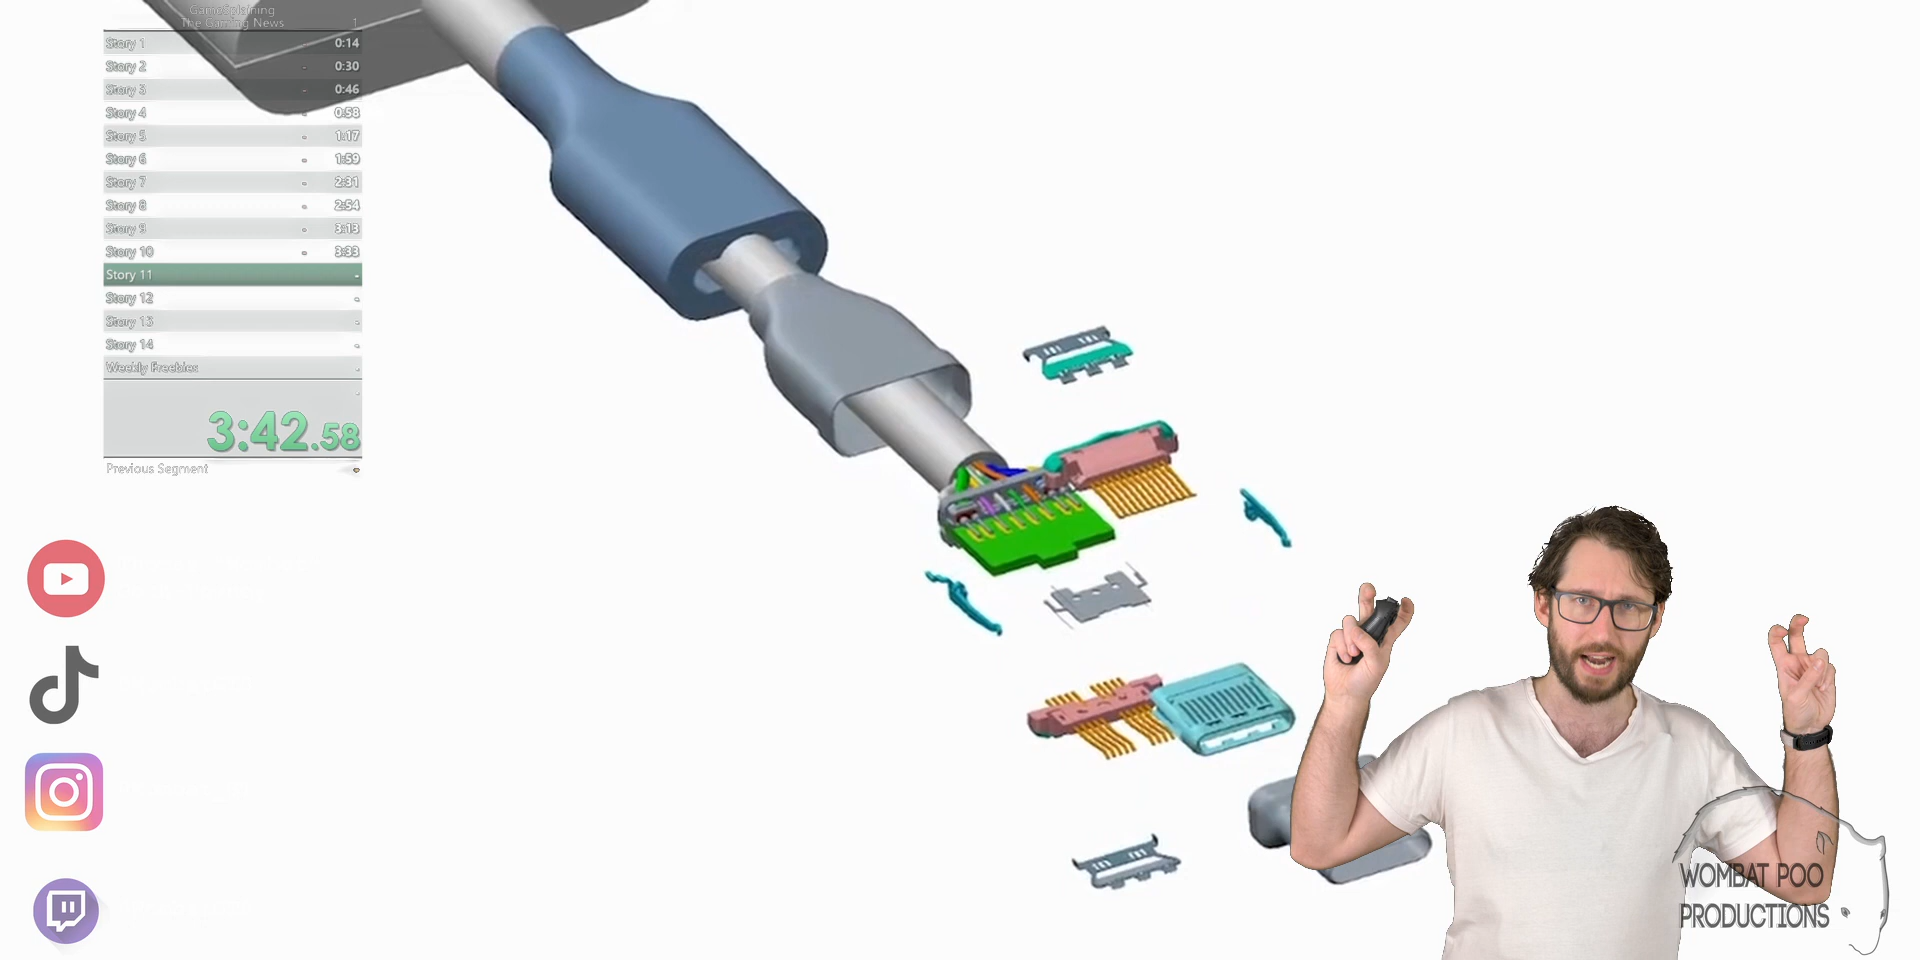 GameSplaining
The Gaming News 1
Story 1 0:14
Story 2 - 0:30
Story 3 - 0:46
Story 4 - 0:58
Story 5 - 1:17
Story 6 - 1:59
Story 7 - 2:31
Story 8 - 2:54
Story 9 - 3:13
Story 10 - 3:33
Story 11 -
Story 12 -
Story 13 -
Story 14 -
Weekly Freebies -
-
3:42.58
Previous Segment -
WOMBAT POO
PRODUCTIONS